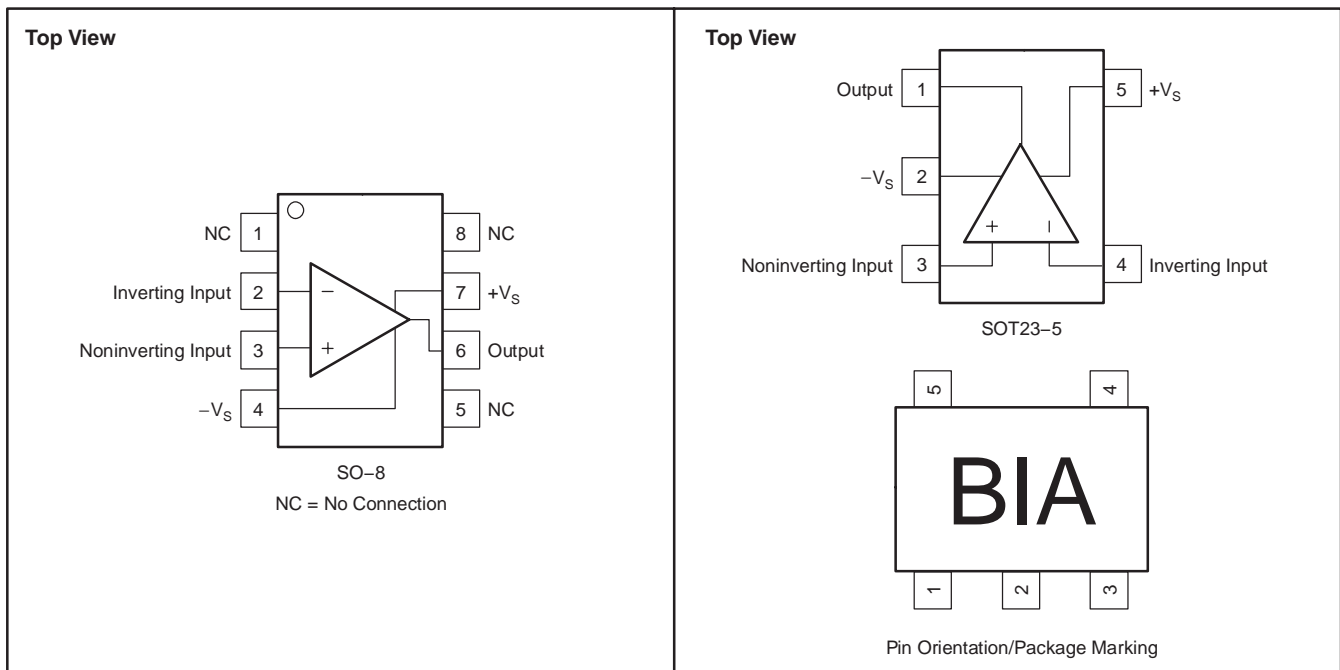 Top View
NC 1
8 NC
Inverting Input 2
7 +VS
Noninverting Input 3
6 Output
−VS 4
5 NC
−
+
SO−8
NC = No Connection
Top View
Output 1
5 +VS
−VS 2
+ −
Noninverting Input 3
4 Inverting Input
SOT23−5
5 4
BIA
1 2 3
Pin Orientation/Package Marking